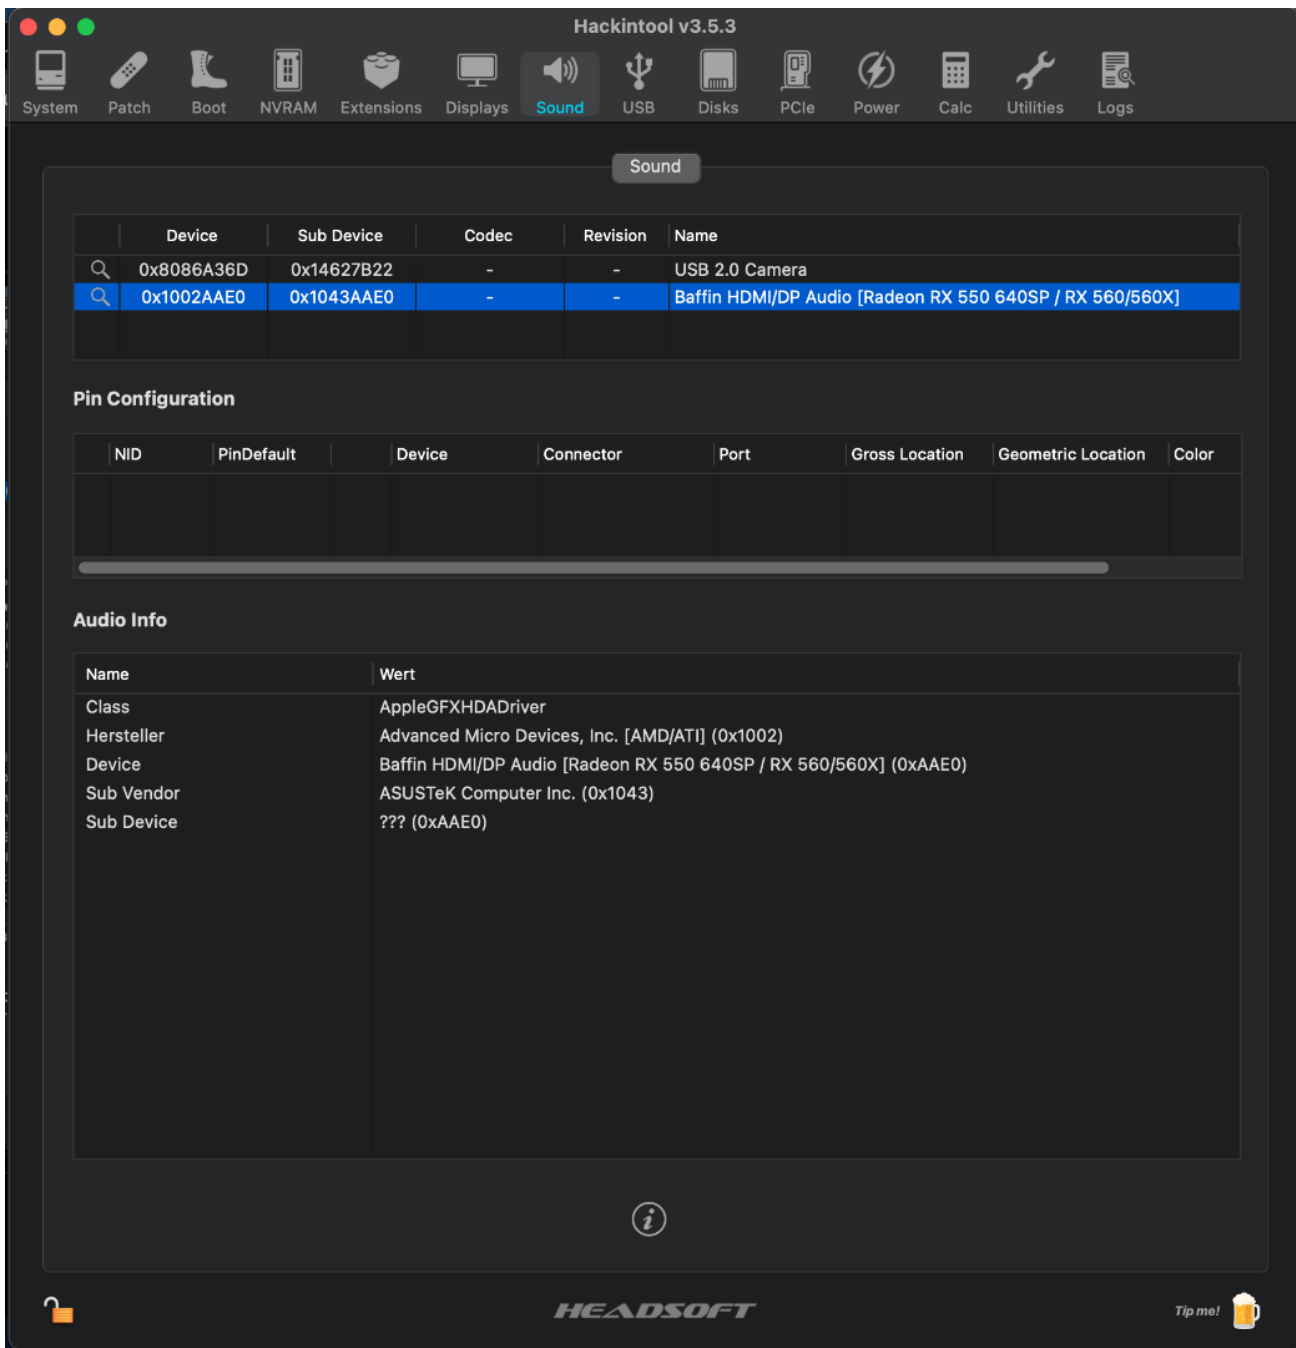 Hackintool v3.5.3
System Patch Boot NVRAM Extensions Displays Sound USB Disks PCIe Power Calc Utilities Logs
Sound
Device Sub Device Codec Revision Name
0x8086A36D 0x14627B22 - - USB 2.0 Camera
0x1002AAE0 0x1043AAE0 - - Baffin HDMI/DP Audio [Radeon RX 550 640SP / RX 560/560X]
Pin Configuration
NID PinDefault Device Connector Port Gross Location Geometric Location Color
Audio Info
Name Wert
Class AppleGFXHDADriver
Hersteller Advanced Micro Devices, Inc. [AMD/ATI] (0x1002)
Device Baffin HDMI/DP Audio [Radeon RX 550 640SP / RX 560/560X] (0xAAE0)
Sub Vendor ASUSTeK Computer Inc. (0x1043)
Sub Device ??? (0xAAE0)
HEADSOFT
Tip me!